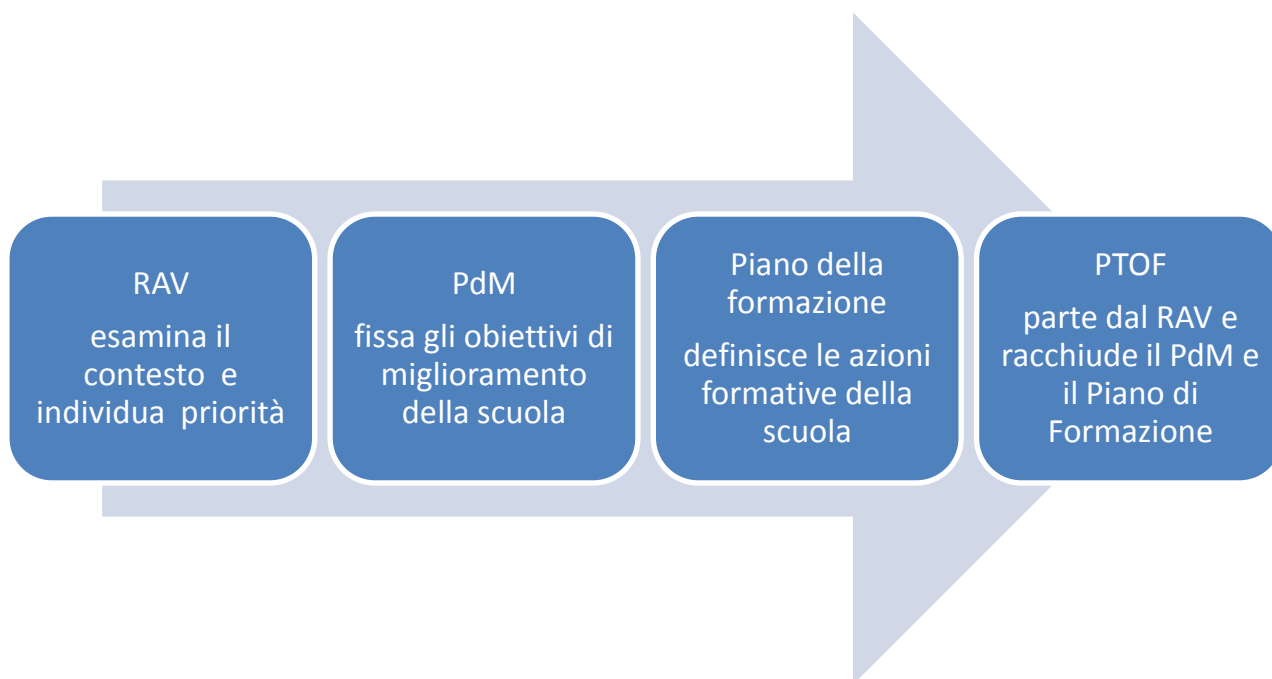 RAV
esamina il
contesto e
individua priorità
PdM
fissa gli obiettivi di
miglioramento
della scuola
Piano della
formazione
definisce le azioni
formative della
scuola
PTOF
parte dal RAV e
racchiude il PdM e
il Piano di
Formazione